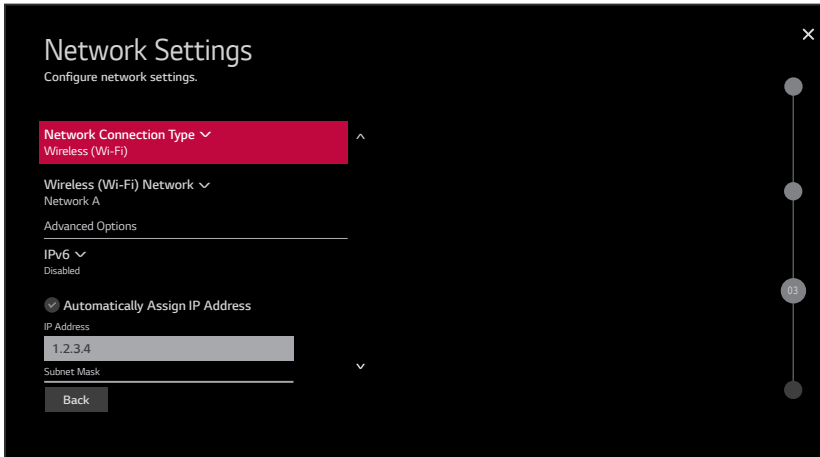 Network Settings
Configure network settings.
Network Connection Type
Wireless (Wi-Fi)
Wireless (Wi-Fi) Network
Network A
Advanced Options
IPv6
Disabled
Automatically Assign IP Address
IP Address
1.2.3.4
Subnet Mask
Back
03